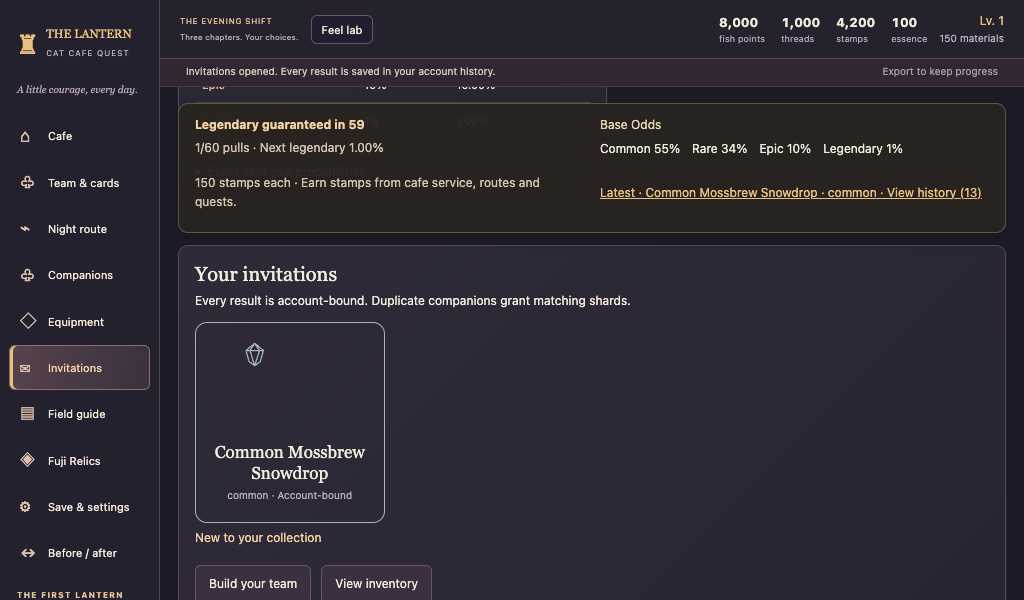 THE LANTERN
CAT CAFE QUEST
A little courage, every day.
Cafe
Team & cards
Night route
Companions
Equipment
Invitations
Field guide
Fuji Relics
Save & settings
Before / after
THE FIRST LANTERN
THE EVENING SHIFT
Three chapters. Your choices.
Feel lab
8,000
fish points
1,000
threads
4,200
stamps
100
essence
Lv. 1
150 materials
Invitations opened. Every result is saved in your account history.
Export to keep progress
Legendary guaranteed in 59
1/60 pulls · Next legendary 1.00%
150 stamps each · Earn stamps from cafe service, routes and
quests.
Base Odds
Common 55% Rare 34% Epic 10% Legendary 1%
Latest · Common Mossbrew Snowdrop · common · View history (13)
Your invitations
Every result is account-bound. Duplicate companions grant matching shards.
Common Mossbrew
Snowdrop
common · Account-bound
New to your collection
Build your team
View inventory